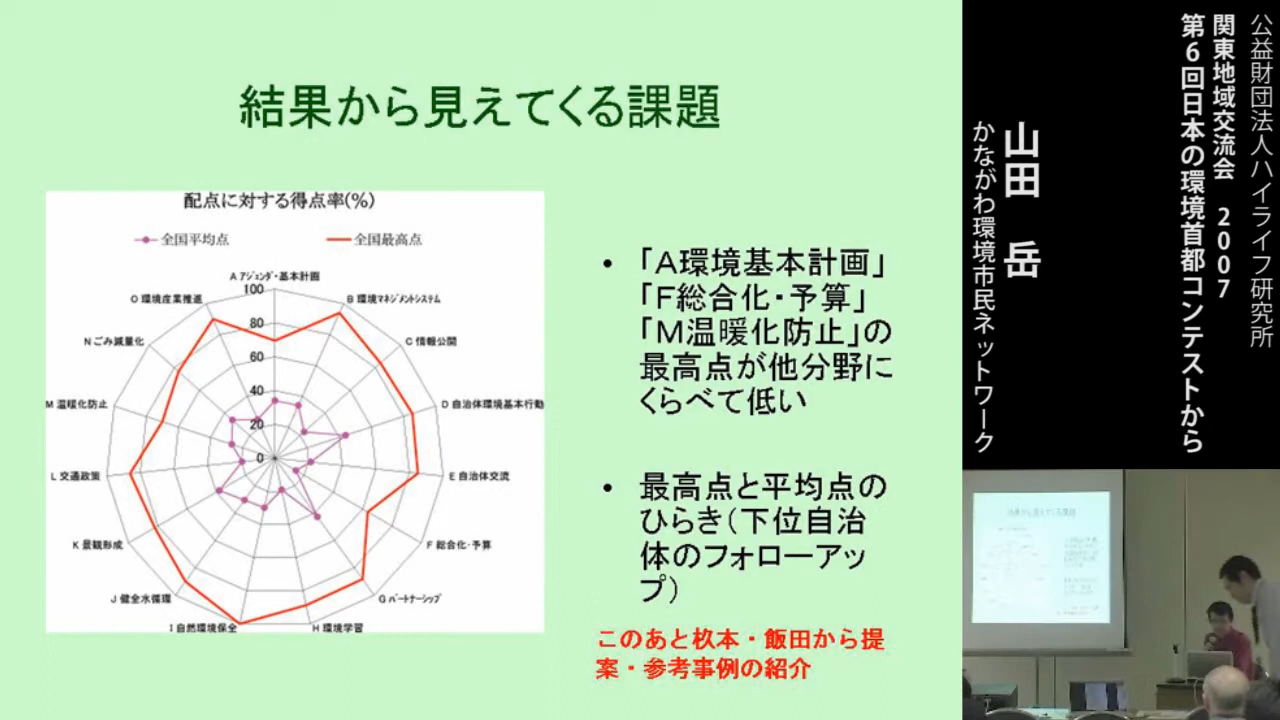 結果から見えてくる課題
配点に対する得点率(%)
全国平均点
全国最高点
A アジェンダ・基本計画
B 環境マネジメントシステム
C 情報公開
D 自治体環境基本行動
E 自治体交流
F 総合化・予算
G パートナーシップ
H 環境学習
I 自然環境保全
J 健全水循環
K 景観形成
L 交通政策
M 温暖化防止
N ごみ減量化
O 環境産業推進
100
80
60
40
20
0
• 「A環境基本計画」
「F総合化・予算」
「M温暖化防止」の
最高点が他分野に
くらべて低い
• 最高点と平均点の
ひらき(下位自治
体のフォローアッ
プ)
このあと杦本・飯田から提
案・参考事例の紹介
公益財団法人ハイライフ研究所
関東地域交流会 2007
第6回日本の環境首都コンテストから
山田 岳
かながわ環境市民ネットワーク
結果から見えてくる課題